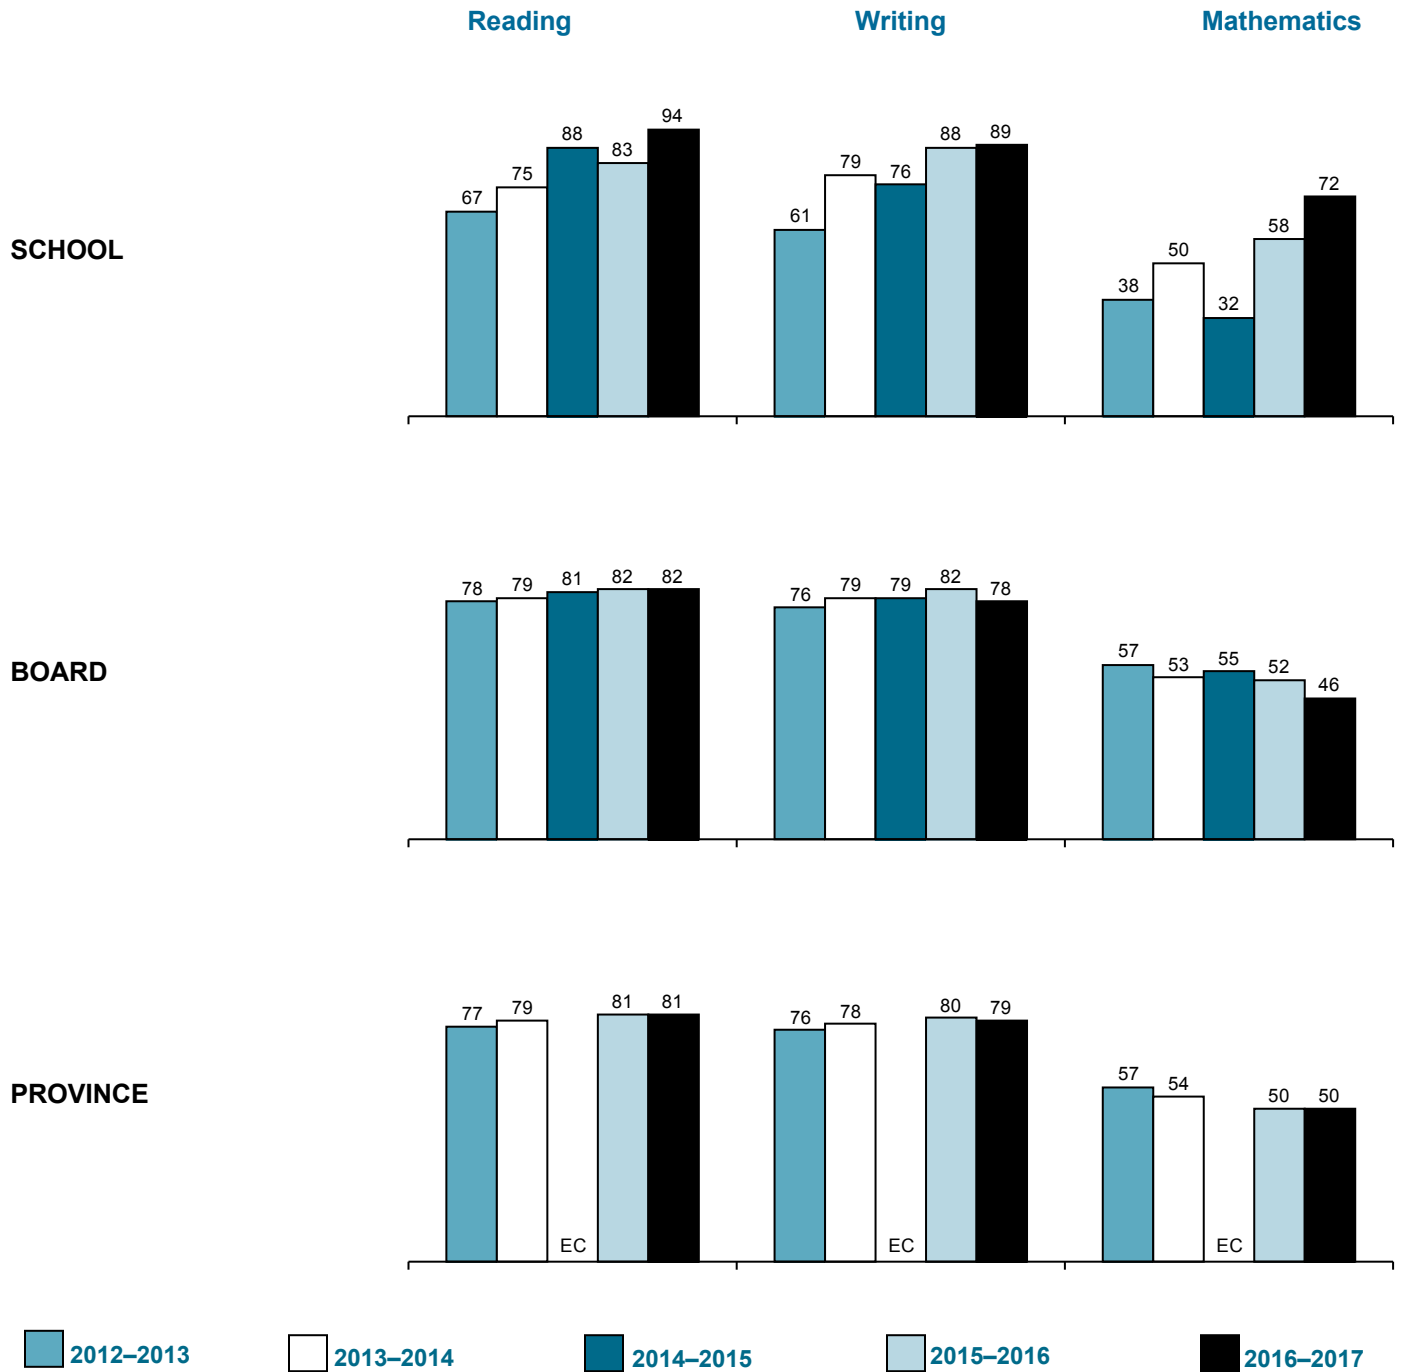 Reading Writing Mathematics
SCHOOL
67 75 88 83 94
61 79 76 88 89
38 50 32 58 72
BOARD
78 79 81 82 82
76 79 79 82 78
57 53 55 52 46
PROVINCE
77 79 EC 81 81
76 78 EC 80 79
57 54 EC 50 50
2012–2013 2013–2014 2014–2015 2015–2016 2016–2017